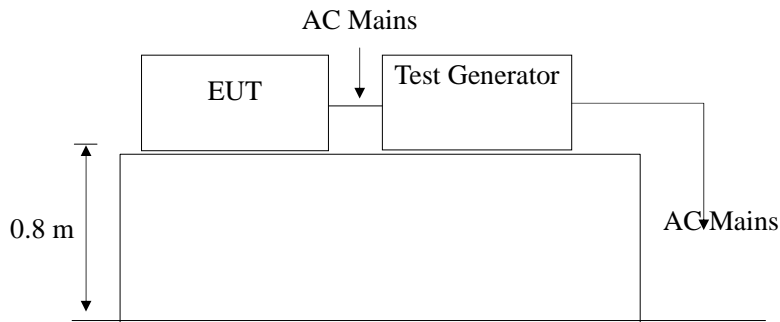 AC Mains
EUT
Test Generator
0.8 m
AC Mains